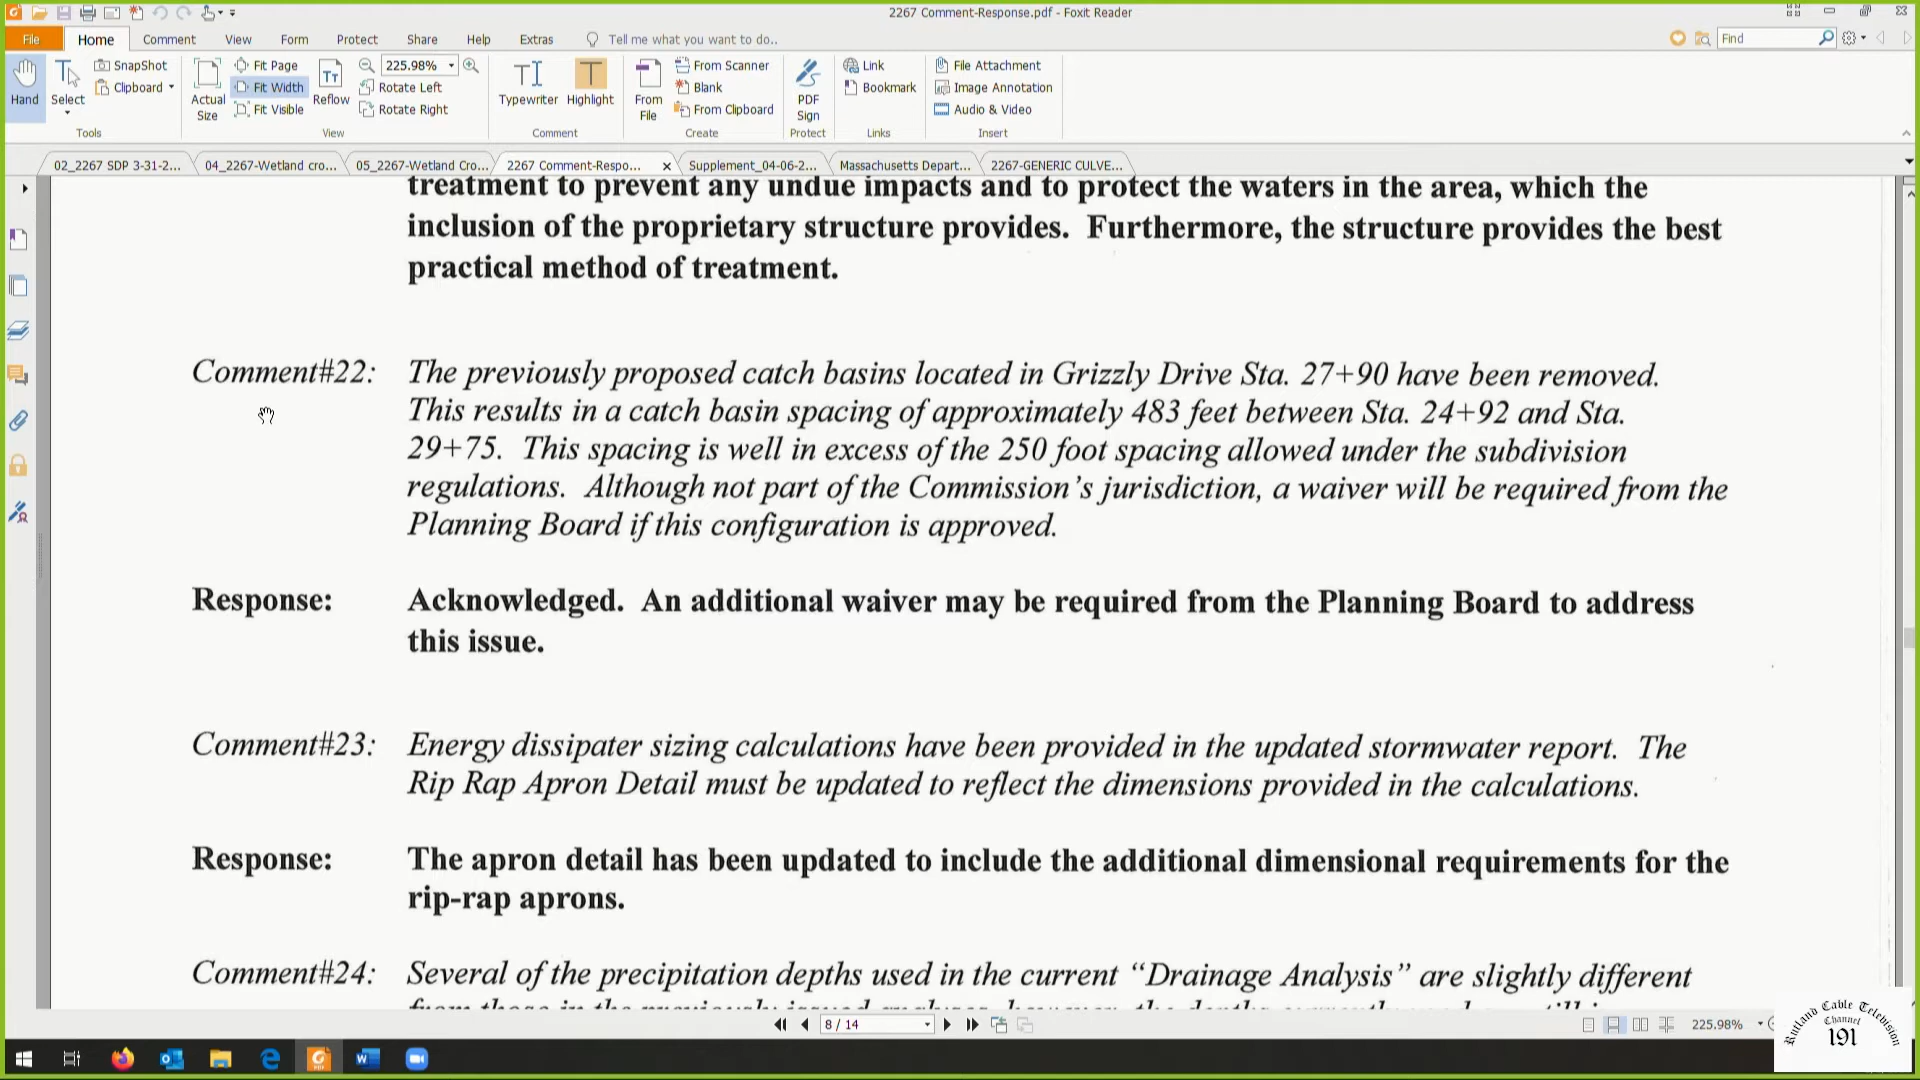 2267 Comment-Response.pdf - Foxit Reader
File Home Comment View Form Protect Share Help Extras Tell me what you want to do.. Find
Hand
Select
SnapShot
Clipboard
Tools
Actual Size
Fit Page
Fit Width
Fit Visible
Reflow
225.98%
Rotate Left
Rotate Right
View
Typewriter
Highlight
Comment
From File
From Scanner
Blank
From Clipboard
Create
PDF Sign
Protect
Link
Bookmark
Links
File Attachment
Image Annotation
Audio & Video
Insert
02_2267 SDP 3-31-2... 04_2267-Wetland cro... 05_2267-Wetland Cro... 2267 Comment-Respo... Supplement_04-06-2... Massachusetts Depart... 2267-GENERIC CULVE...
treatment to prevent any undue impacts and to protect the waters in the area, which the
inclusion of the proprietary structure provides. Furthermore, the structure provides the best
practical method of treatment.
Comment#22: The previously proposed catch basins located in Grizzly Drive Sta. 27+90 have been removed.
This results in a catch basin spacing of approximately 483 feet between Sta. 24+92 and Sta.
29+75. This spacing is well in excess of the 250 foot spacing allowed under the subdivision
regulations. Although not part of the Commission's jurisdiction, a waiver will be required from the
Planning Board if this configuration is approved.
Response: Acknowledged. An additional waiver may be required from the Planning Board to address
this issue.
Comment#23: Energy dissipater sizing calculations have been provided in the updated stormwater report. The
Rip Rap Apron Detail must be updated to reflect the dimensions provided in the calculations.
Response: The apron detail has been updated to include the additional dimensional requirements for the
rip-rap aprons.
Comment#24: Several of the precipitation depths used in the current “Drainage Analysis” are slightly different
8 / 14
225.98%
Rutland Cable Television
Channel
191